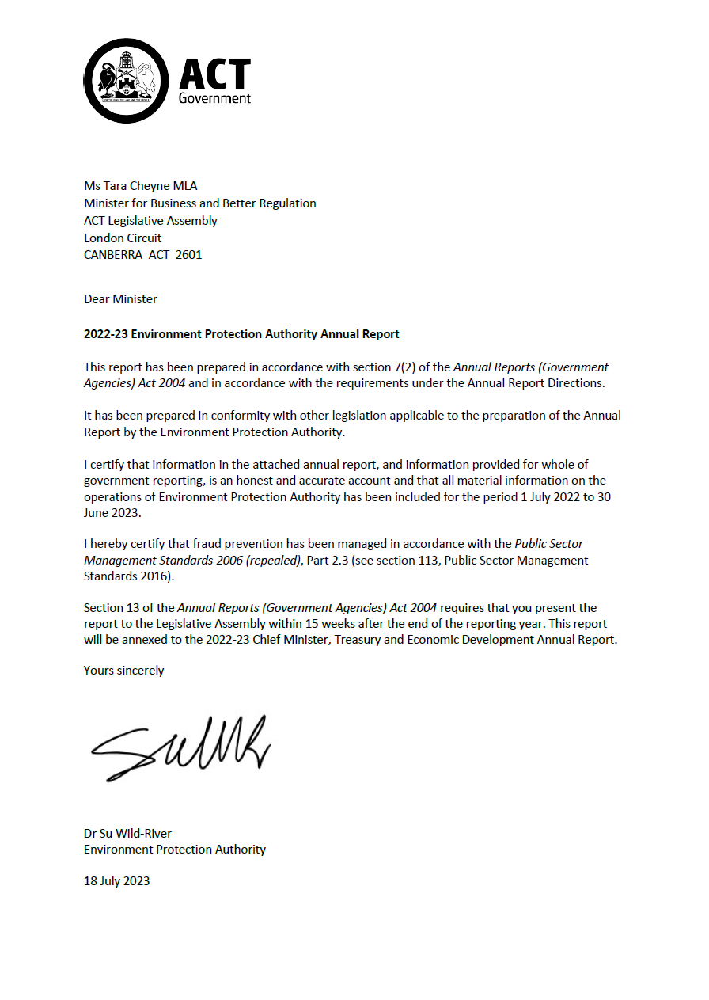 ACT
Government
Ms Tara Cheyne MLA
Minister for Business and Better Regulation
ACT Legislative Assembly
London Circuit
CANBERRA ACT 2601
Dear Minister
2022-23 Environment Protection Authority Annual Report
This report has been prepared in accordance with section 7(2) of the Annual Reports (Government
Agencies) Act 2004 and in accordance with the requirements under the Annual Report Directions.
It has been prepared in conformity with other legislation applicable to the preparation of the Annual
Report by the Environment Protection Authority.
I certify that information in the attached annual report, and information provided for whole of
government reporting, is an honest and accurate account and that all material information on the
operations of Environment Protection Authority has been included for the period 1 July 2022 to 30
June 2023.
I hereby certify that fraud prevention has been managed in accordance with the Public Sector
Management Standards 2006 (repealed), Part 2.3 (see section 113, Public Sector Management
Standards 2016).
Section 13 of the Annual Reports (Government Agencies) Act 2004 requires that you present the
report to the Legislative Assembly within 15 weeks after the end of the reporting year. This report
will be annexed to the 2022-23 Chief Minister, Treasury and Economic Development Annual Report.
Yours sincerely
Dr Su Wild-River
Environment Protection Authority
18 July 2023